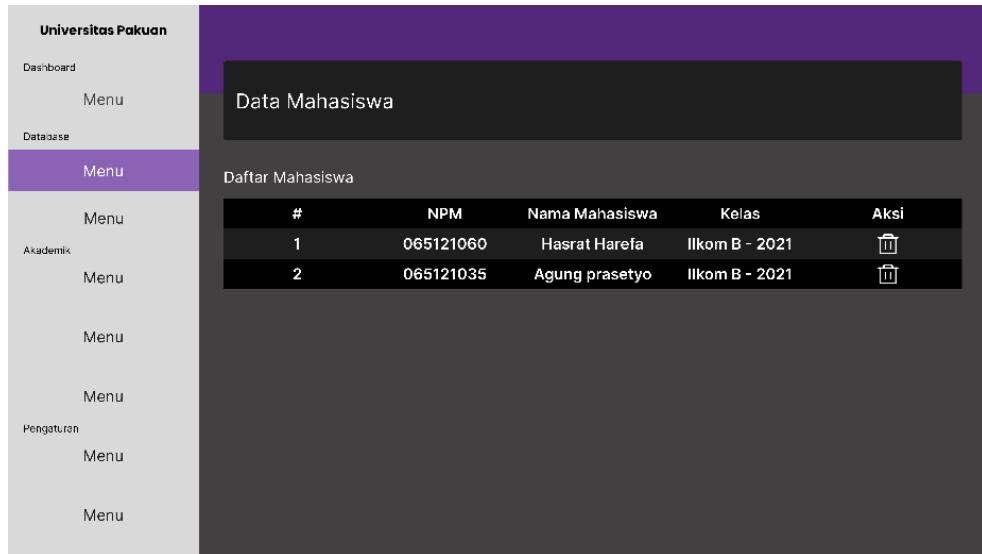 Universitas Pakuan
Dashboard
Menu
Database
Menu
Menu
Akademik
Menu
Menu
Menu
Pengaturan
Menu
Menu
Data Mahasiswa
Daftar Mahasiswa
# NPM Nama Mahasiswa Kelas Aksi
1 065121060 Hasrat Harefa Ilkom B - 2021
2 065121035 Agung prasetyo Ilkom B - 2021